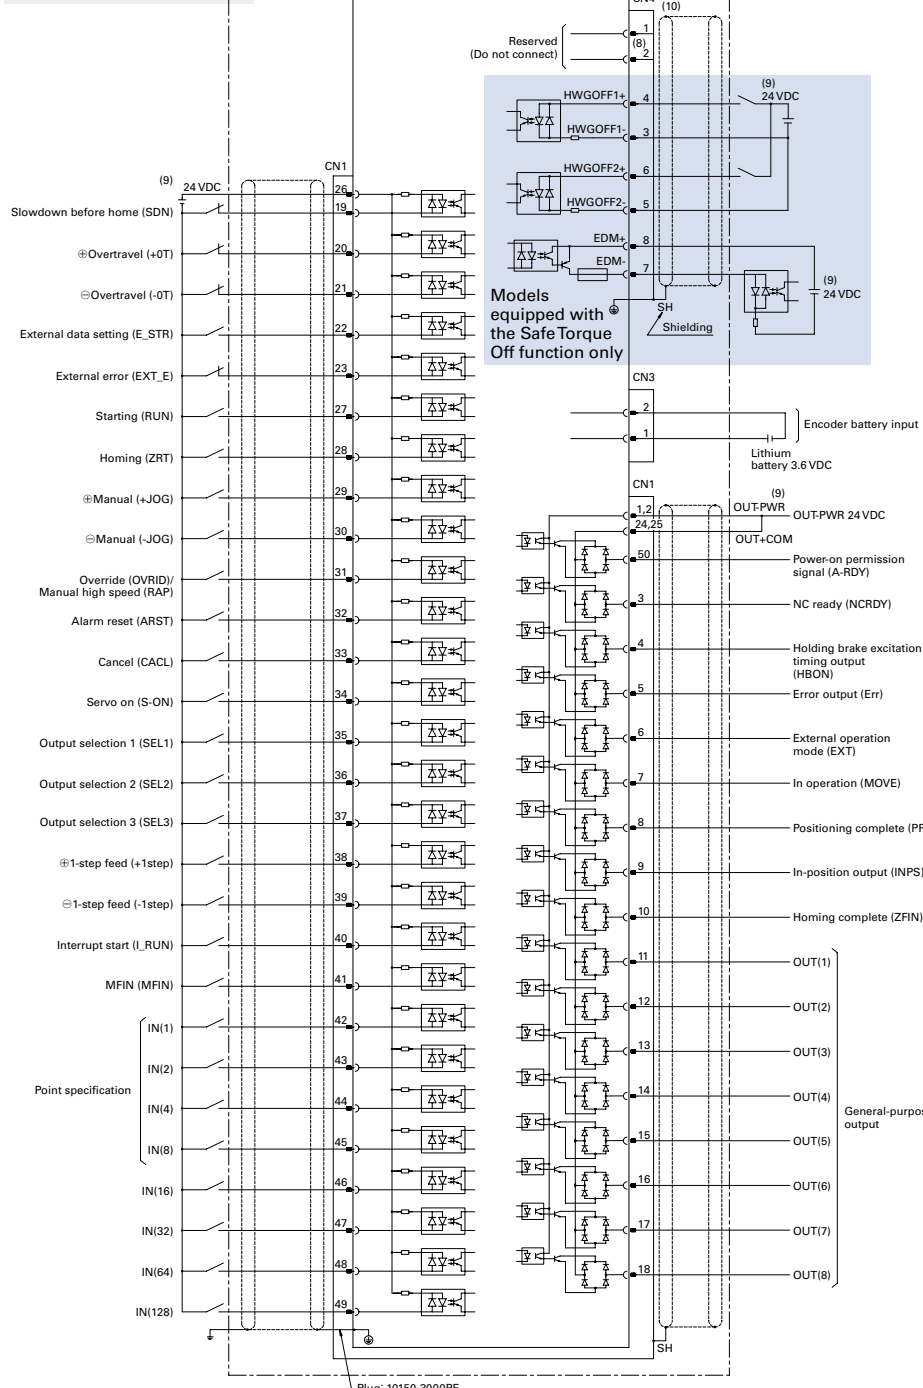 CN4
(10)
Reserved
(Do not connect)
1
(8)
2
HWGOFF1+
4
(9)
24 VDC
HWGOFF1-
3
HWGOFF2+
6
HWGOFF2-
5
EDM+
8
EDM-
7
(9)
24 VDC
SH
Shielding
Models
equipped with
the Safe Torque
Off function only
CN3
2
1
Encoder battery input
Lithium
battery 3.6 VDC
CN1
(9)
24 VDC
26
Slowdown before home (SDN)
19
⊕Overtravel (+0T)
20
⊖Overtravel (-0T)
21
External data setting (E_STR)
22
External error (EXT_E)
23
Starting (RUN)
27
Homing (ZRT)
28
⊕Manual (+JOG)
29
⊖Manual (-JOG)
30
Override (OVRID)/
Manual high speed (RAP)
31
Alarm reset (ARST)
32
Cancel (CACL)
33
Servo on (S-ON)
34
Output selection 1 (SEL1)
35
Output selection 2 (SEL2)
36
Output selection 3 (SEL3)
37
⊕1-step feed (+1step)
38
⊖1-step feed (-1step)
39
Interrupt start (I_RUN)
40
MFIN (MFIN)
41
Point specification
IN(1)
42
IN(2)
43
IN(4)
44
IN(8)
45
IN(16)
46
IN(32)
47
IN(64)
48
IN(128)
49
CN1
(9)
1,2
OUT-PWR
OUT-PWR 24 VDC
24,25
OUT+COM
50
Power-on permission
signal (A-RDY)
3
NC ready (NCRDY)
4
Holding brake excitation
timing output
(HBON)
5
Error output (Err)
6
External operation
mode (EXT)
7
In operation (MOVE)
8
Positioning complete
9
In-position output (INPS)
10
Homing complete (ZFIN)
11
OUT(1)
12
OUT(2)
13
OUT(3)
14
OUT(4)
15
OUT(5)
16
OUT(6)
17
OUT(7)
18
OUT(8)
output
SH
Plug: 10150-3000PE